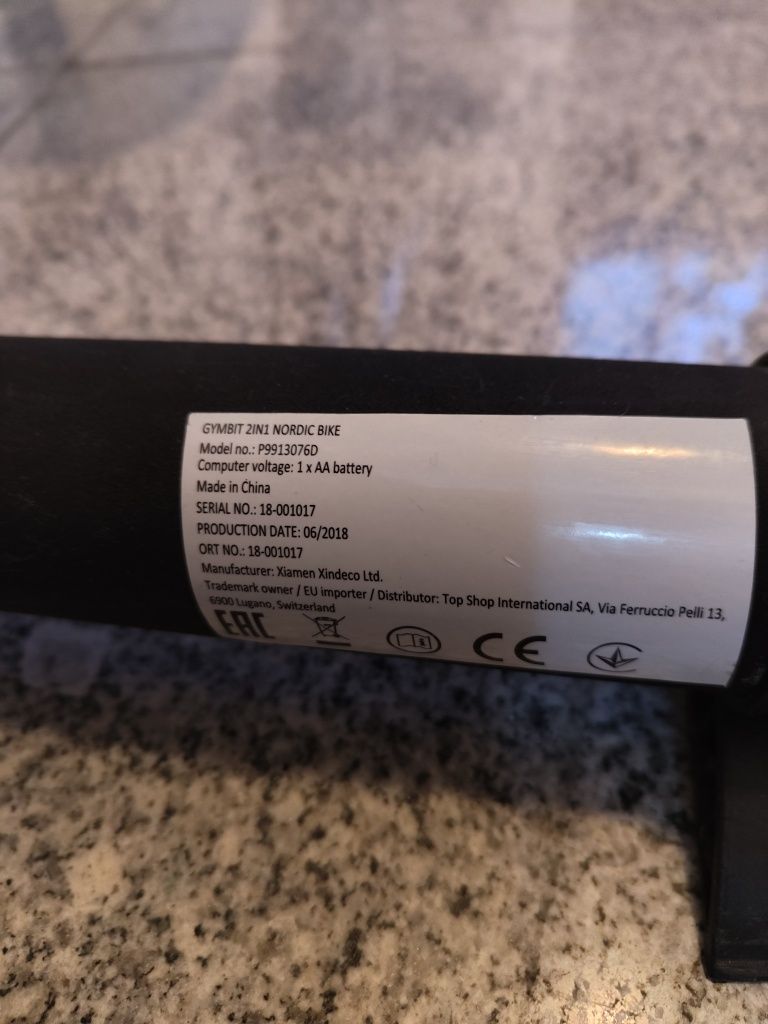 GYMBIT 2IN1 NORDIC BIKE
Model no.: P9913076D
Computer voltage: 1 x AA battery
Made in China
SERIAL NO.: 18-001017
PRODUCTION DATE: 06/2018
ORT NO.: 18-001017
Manufacturer: Xiamen Xindeco Ltd.
Trademark owner / EU importer / Distributor: Top Shop International SA, Via Ferruccio Pelli 13,
6900 Lugano, Switzerland
EAC CE